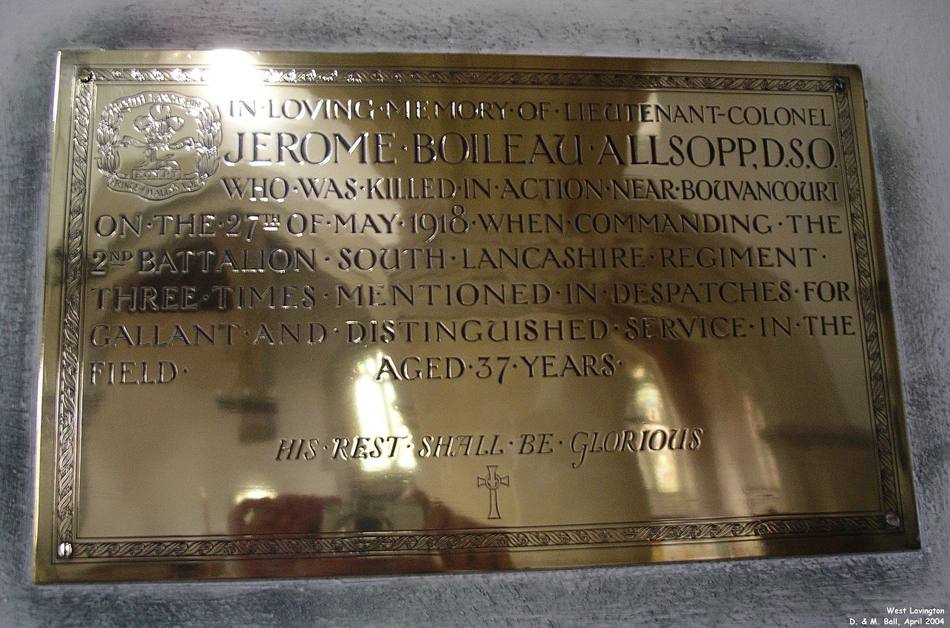 IN·LOVING·MEMORY·OF·LIEUTENANT-COLONEL
JEROME·BOILEAU·ALLSOPP,D.S.O.
WHO·WAS·KILLED·IN·ACTION·NEAR·BOUVANCOURT
ON·THE·27TH OF·MAY·1918·WHEN·COMMANDING·THE
2ND BATTALION·SOUTH·LANCASHIRE·REGIMENT·
THREE·TIMES·MENTIONED·IN·DESPATCHES·FOR
GALLANT·AND·DISTINGUISHED·SERVICE·IN·THE
FIELD· AGED·37·YEARS·
HIS·REST·SHALL·BE·GLORIOUS
West Lavington
D. & M. Ball, April 2004